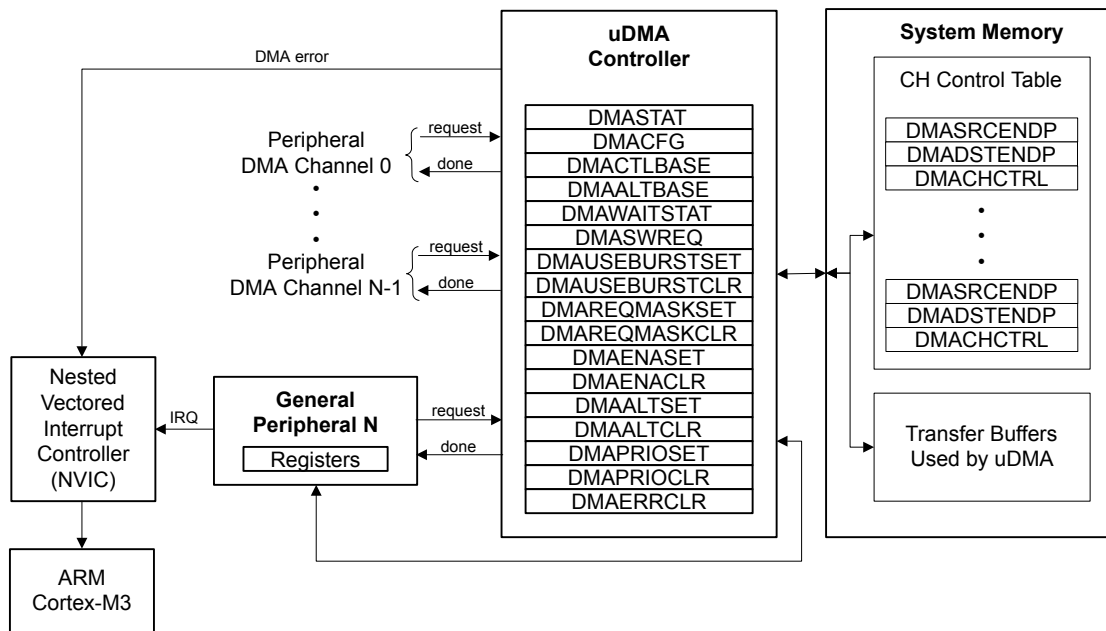 uDMA
Controller
DMASTAT
DMACFG
DMACTLBASE
DMAALTBASE
DMAWAITSTAT
DMASWREQ
DMAUSEBURSTSET
DMAUSEBURSTCLR
DMAREQMASKSET
DMAREQMASKCLR
DMAENASET
DMAENACLR
DMAALTSET
DMAALTCLR
DMAPRIOSET
DMAPRIOCLR
DMAERRCLR
System Memory
CH Control Table
DMASRCENDP
DMADSTENDP
DMACHCTRL
DMASRCENDP
DMADSTENDP
DMACHCTRL
Transfer Buffers
Used by uDMA
DMA error
Peripheral
DMA Channel 0
request
done
Peripheral
DMA Channel N-1
request
done
Nested
Vectored
Interrupt
Controller
(NVIC)
IRQ
General
Peripheral N
Registers
request
done
ARM
Cortex-M3